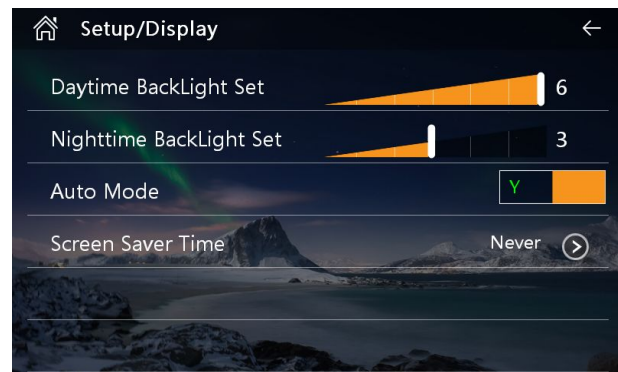 Setup/Display
Daytime BackLight Set 6
Nighttime BackLight Set 3
Auto Mode Y
Screen Saver Time Never